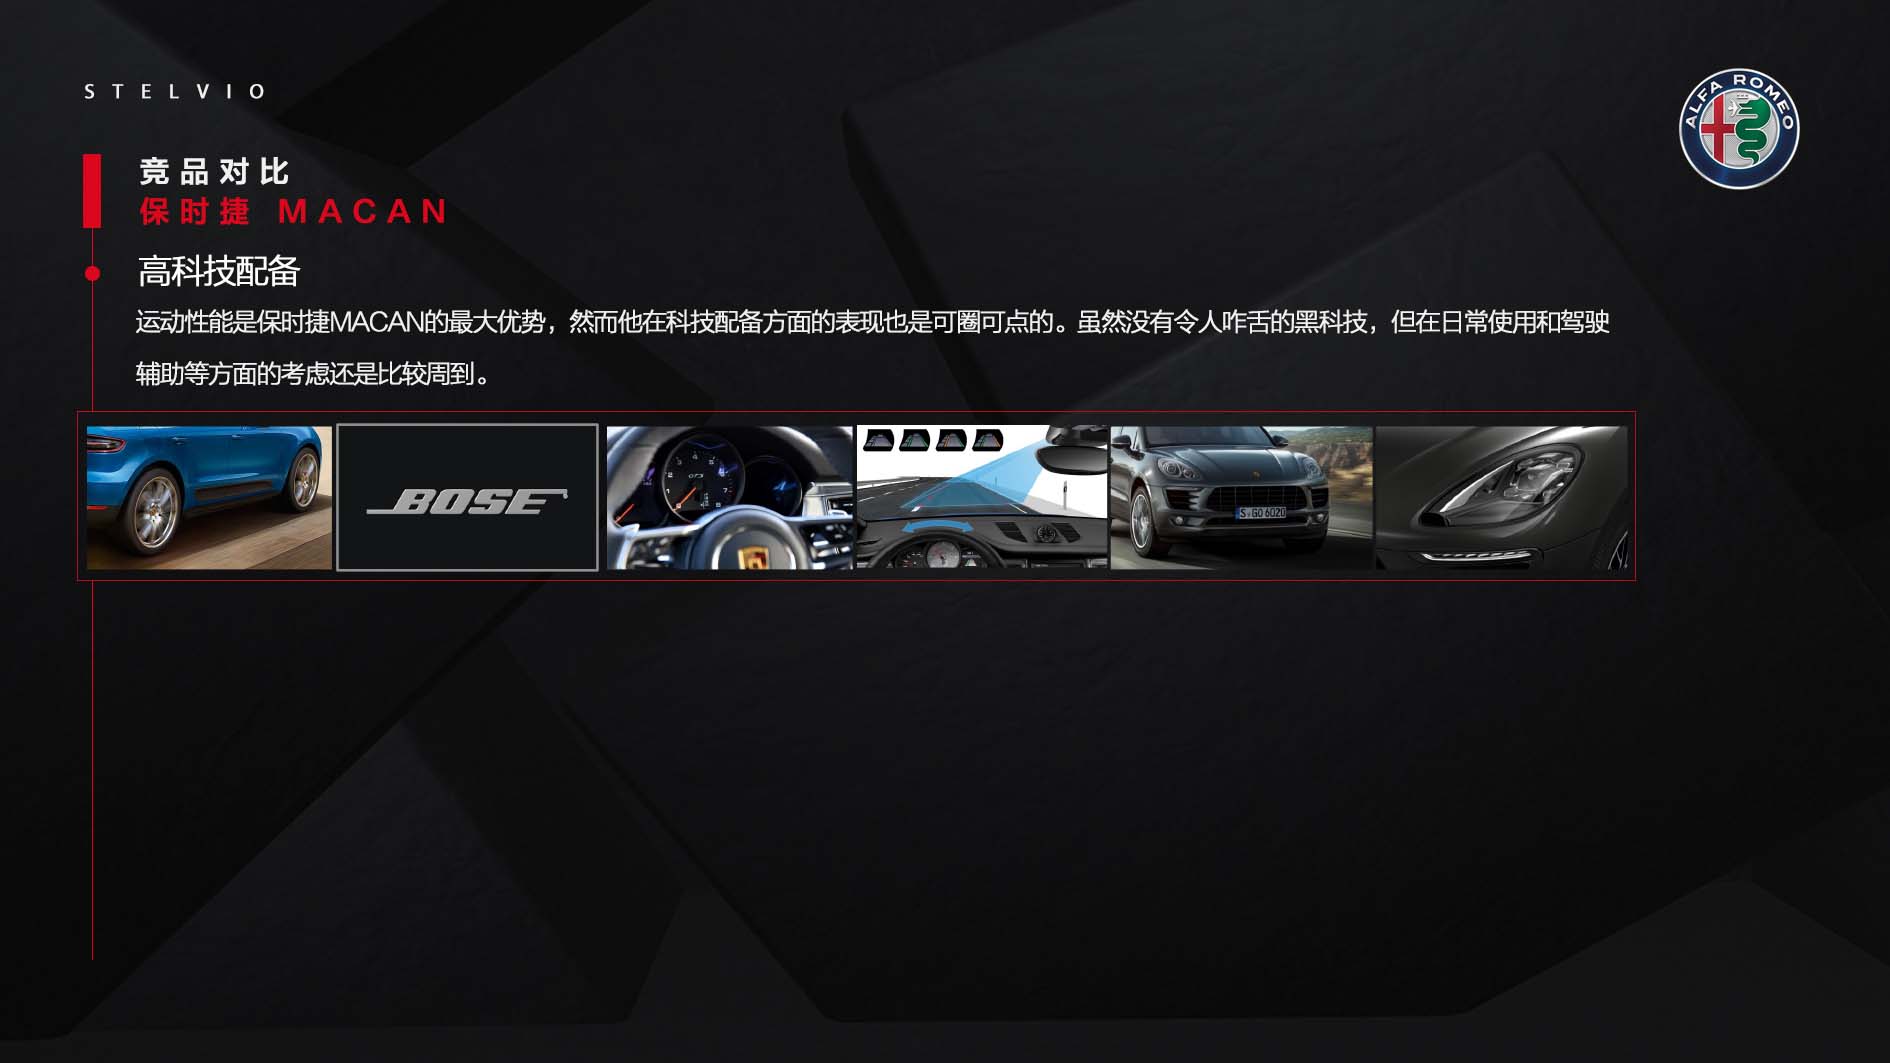 STELVIO
ALFA ROMEO
竞品对比
保时捷 MACAN
高科技配备
运动性能是保时捷MACAN的最大优势，然而他在科技配备方面的表现也是可圈可点的。虽然没有令人咋舌的黑科技，但在日常使用和驾驶
辅助等方面的考虑还是比较周到。
BOSE
GTS
S·GO 6020